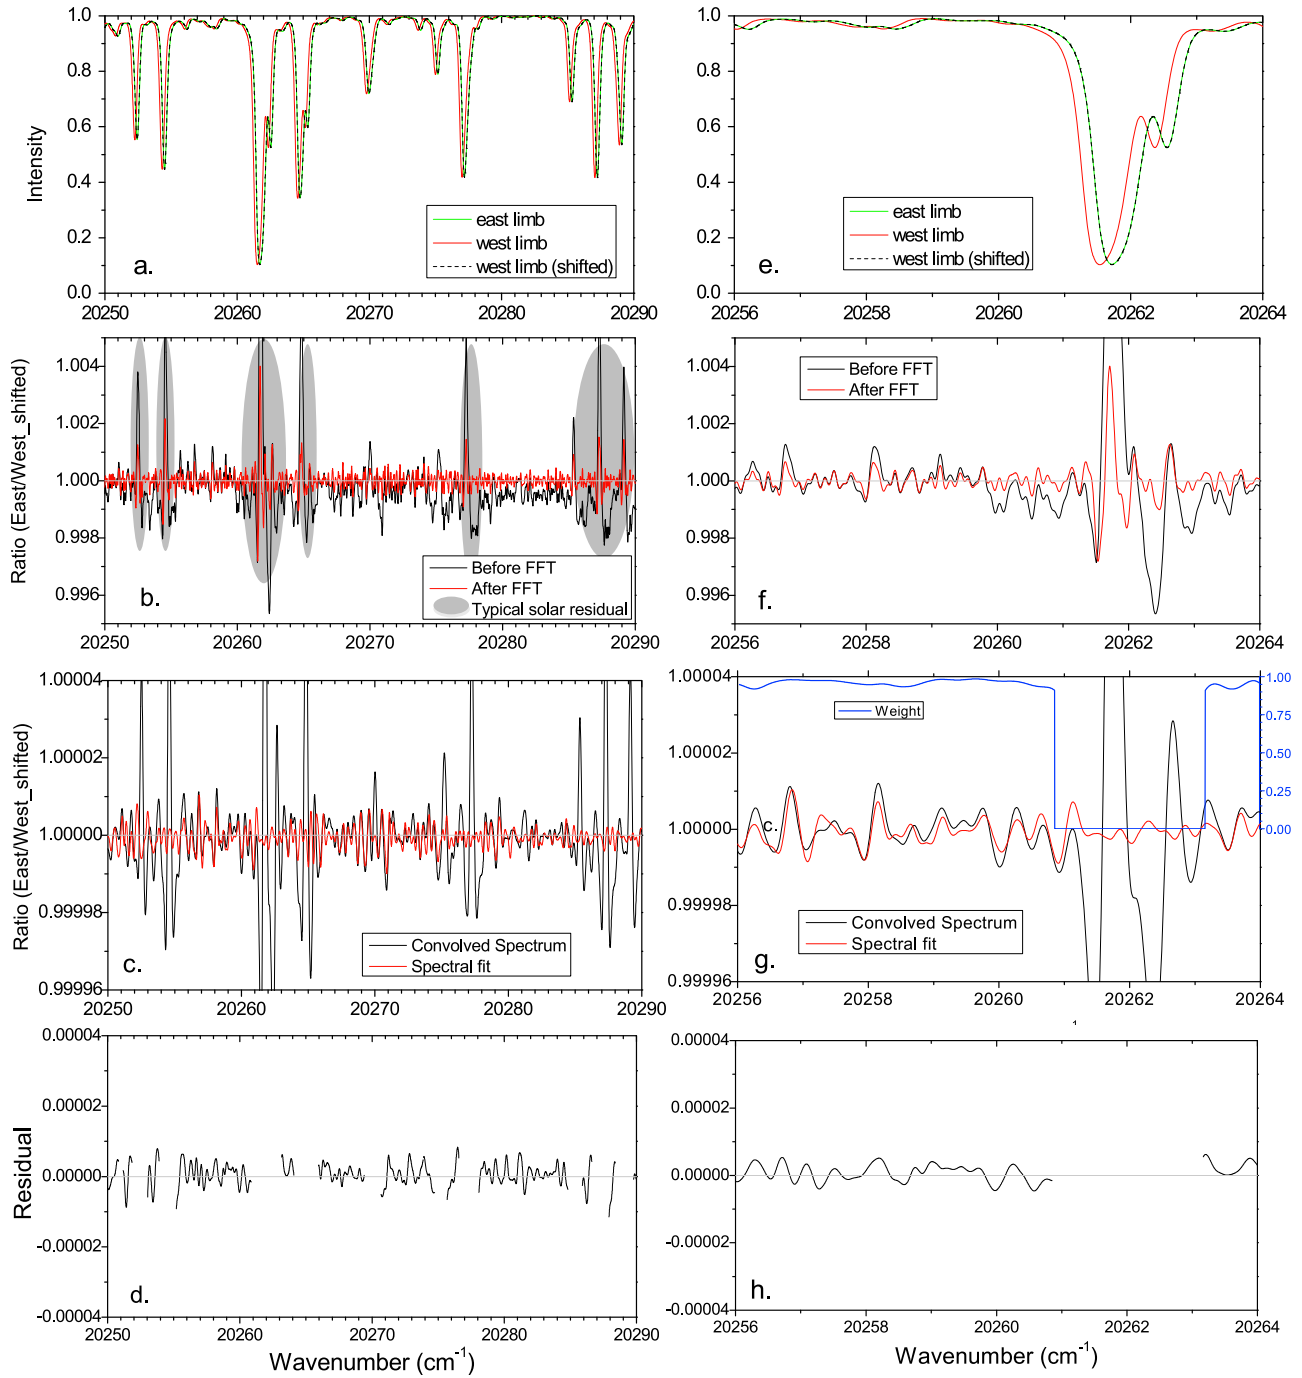 1.0
0.8
0.6
0.4
0.2
0.0
Intensity
east limb
west limb
west limb (shifted)
a.
20250 20260 20270 20280 20290
1.0
0.8
0.6
0.4
0.2
0.0
east limb
west limb
west limb (shifted)
e.
20256 20258 20260 20262 20264
1.004
1.002
1.000
0.998
0.996
Ratio (East/West_shifted)
Before FFT
After FFT
Typical solar residual
b.
20250 20260 20270 20280 20290
1.004
1.002
1.000
0.998
0.996
Before FFT
After FFT
f.
20256 20258 20260 20262 20264
1.00004
1.00002
1.00000
0.99998
0.99996
Ratio (East/West_shifted)
Convolved Spectrum
Spectral fit
c.
20250 20260 20270 20280 20290
1.00004
1.00002
1.00000
0.99998
0.99996
1.00
0.75
0.50
0.25
0.00
Weight
c.
Convolved Spectrum
Spectral fit
g.
20256 20258 20260 20262 20264
1
0.00004
0.00002
0.00000
-0.00002
-0.00004
Residual
d.
20250 20260 20270 20280 20290
Wavenumber (cm⁻¹)
0.00004
0.00002
0.00000
-0.00002
-0.00004
h.
20256 20258 20260 20262 20264
Wavenumber (cm⁻¹)